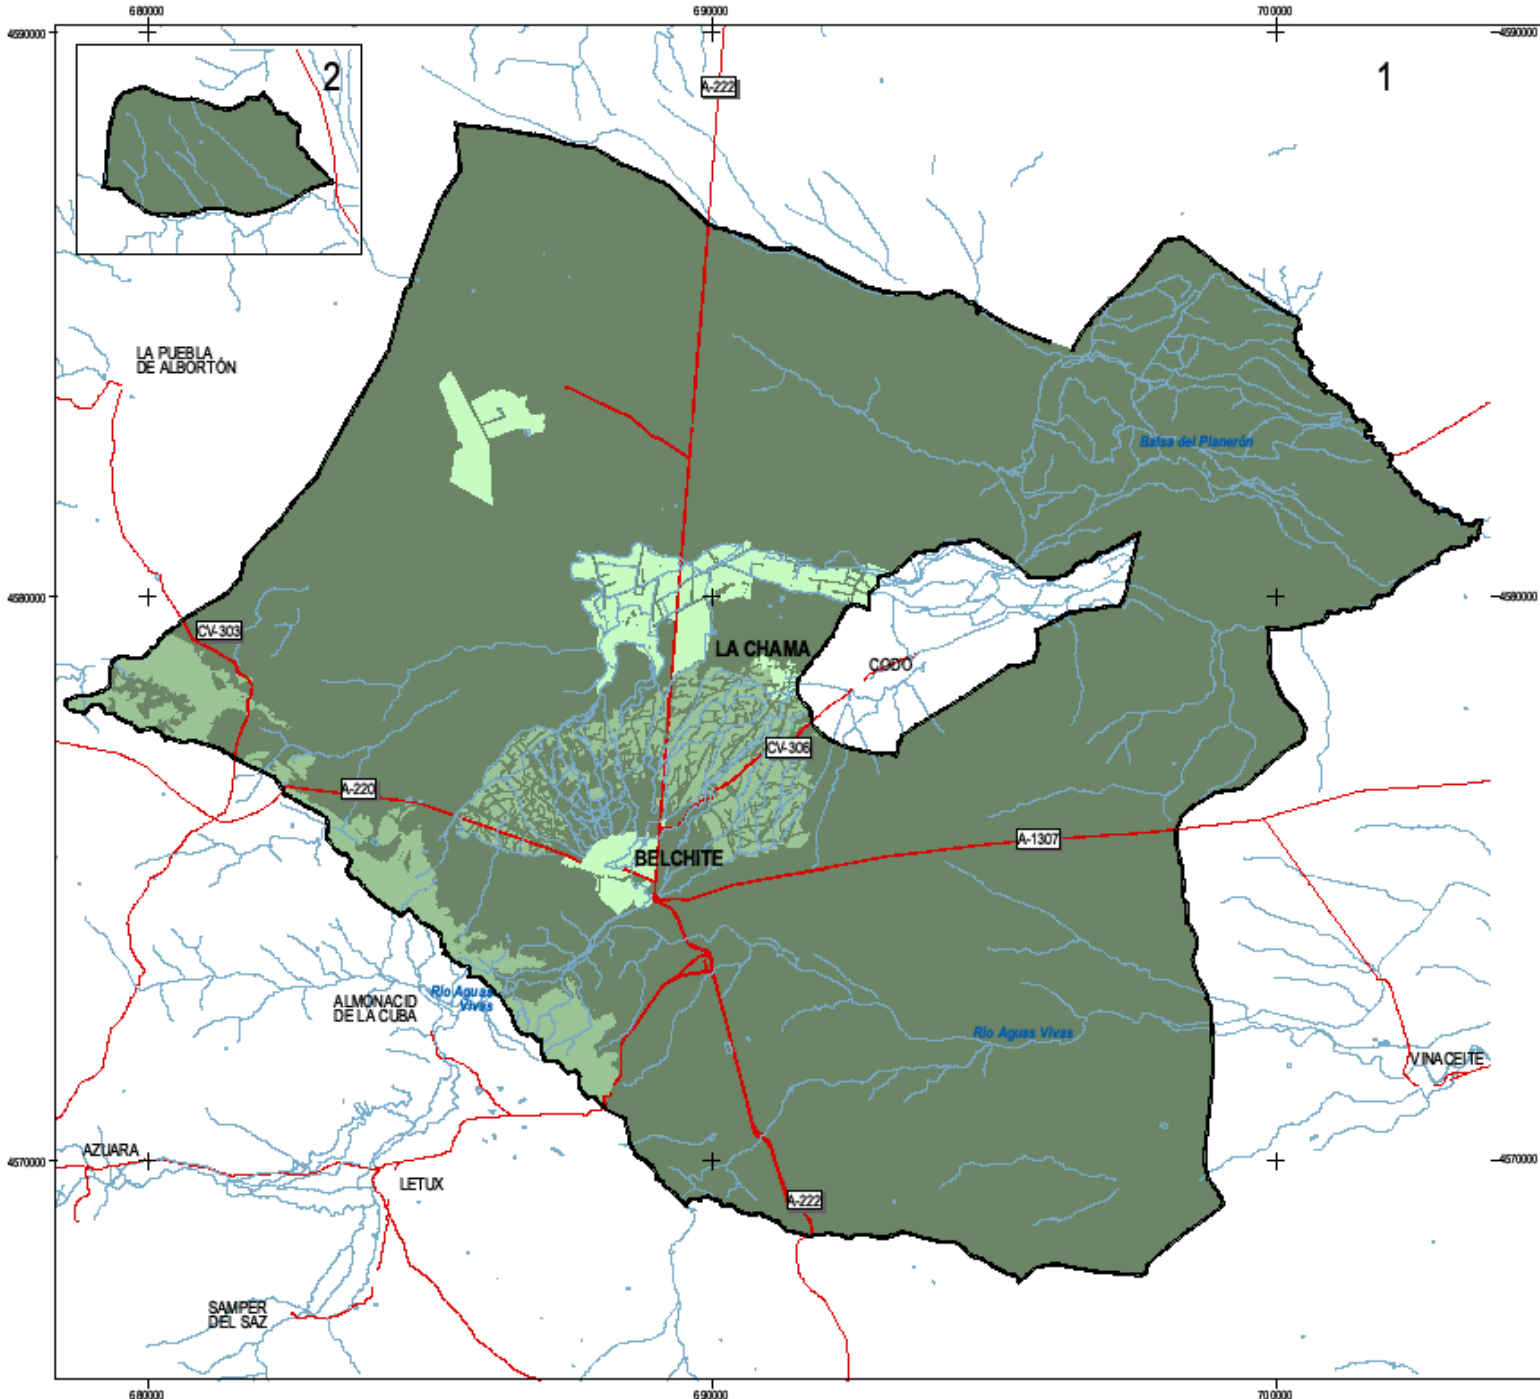 680000
690000
700000
4590000
4590000
2
1
A-222
LA PUEBLA
DE ALBORTÓN
Balsa del Planerón
4580000
4580000
CV-303
LA CHAMA
CODO
CV-306
A-220
BELCHITE
A-1307
ALMONACID
DE LA CUBA
Río Aguas
Vivas
Río Aguas Vivas
VINACEITE
AZUARA
4570000
4570000
LETUX
A-222
SAMPER
DEL SAZ
680000
690000
700000